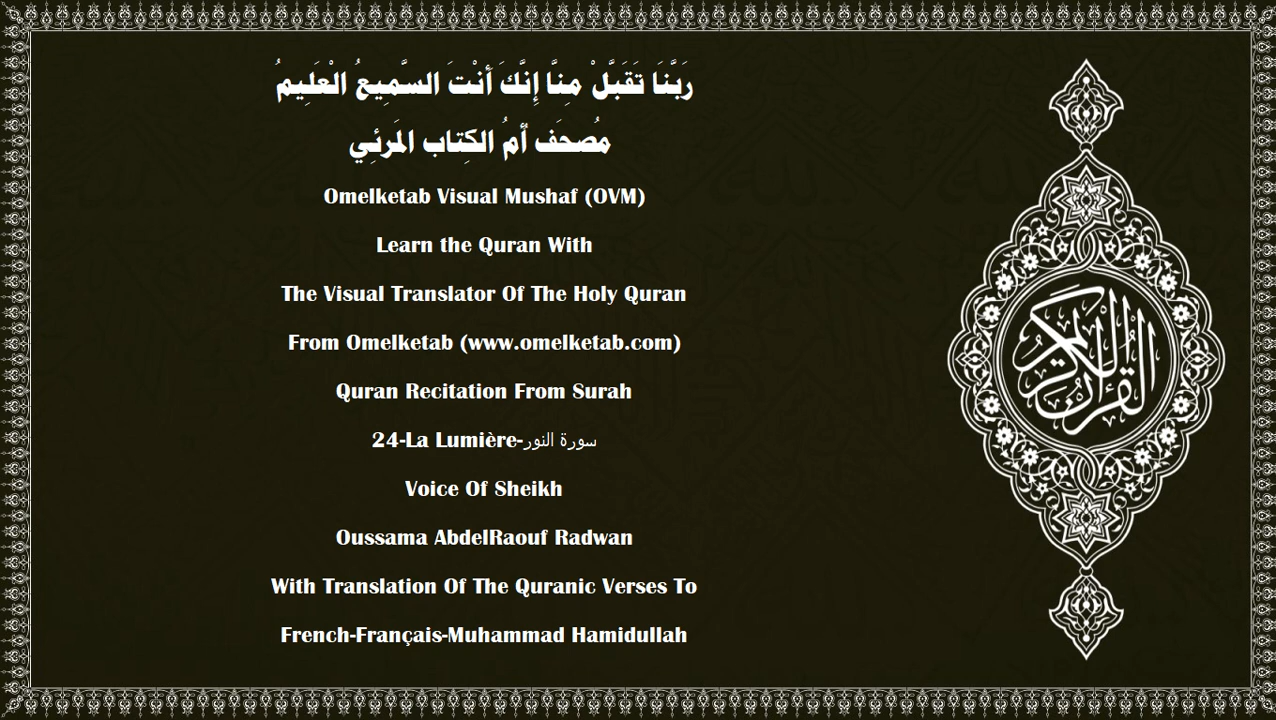 رَبَّنَا تَقَبَّلْ مِنَّا إِنَّكَ أَنْتَ السَّمِيعُ الْعَلِيمُ
مُصحَف أمُ الكِتاب المَرئِي
Omelketab Visual Mushaf (OVM)
Learn the Quran With
The Visual Translator Of The Holy Quran
From Omelketab (www.omelketab.com)
Quran Recitation From Surah
24-La Lumière-سورة النور
Voice Of Sheikh
Oussama AbdelRaouf Radwan
With Translation Of The Quranic Verses To
French-Français-Muhammad Hamidullah
القرآن الكريم